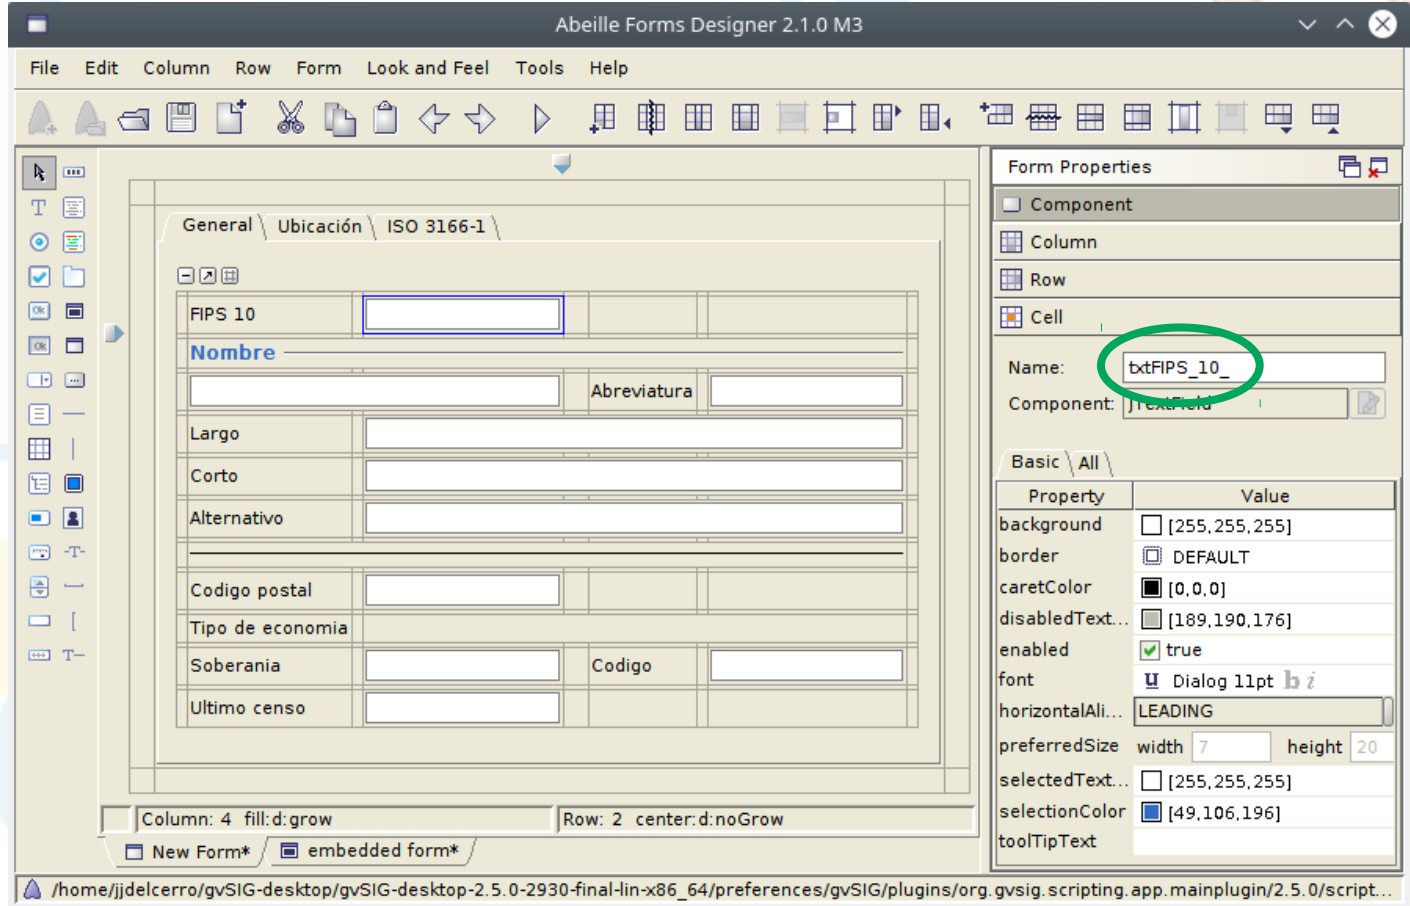 Abeille Forms Designer 2.1.0 M3
File Edit Column Row Form Look and Feel Tools Help
Form Properties
Component
Column
Row
Cell
Name: txtFIPS_10_
Component: JTextField
Basic All
Property Value
background [255,255,255]
border DEFAULT
caretColor [0,0,0]
disabledText... [189,190,176]
enabled true
font Dialog 11pt b i
horizontalAli... LEADING
preferredSize width 7 height 20
selectedText... [255,255,255]
selectionColor [49,106,196]
toolTipText
General Ubicación ISO 3166-1
FIPS 10
Nombre
Abreviatura
Largo
Corto
Alternativo
Codigo postal
Tipo de economia
Soberania Codigo
Ultimo censo
Column: 4 fill:d:grow Row: 2 center:d:noGrow
New Form* embedded form*
/home/jjdelcerro/gvSIG-desktop/gvSIG-desktop-2.5.0-2930-final-lin-x86_64/preferences/gvSIG/plugins/org.gvsig.scripting.app.mainplugin/2.5.0/script...